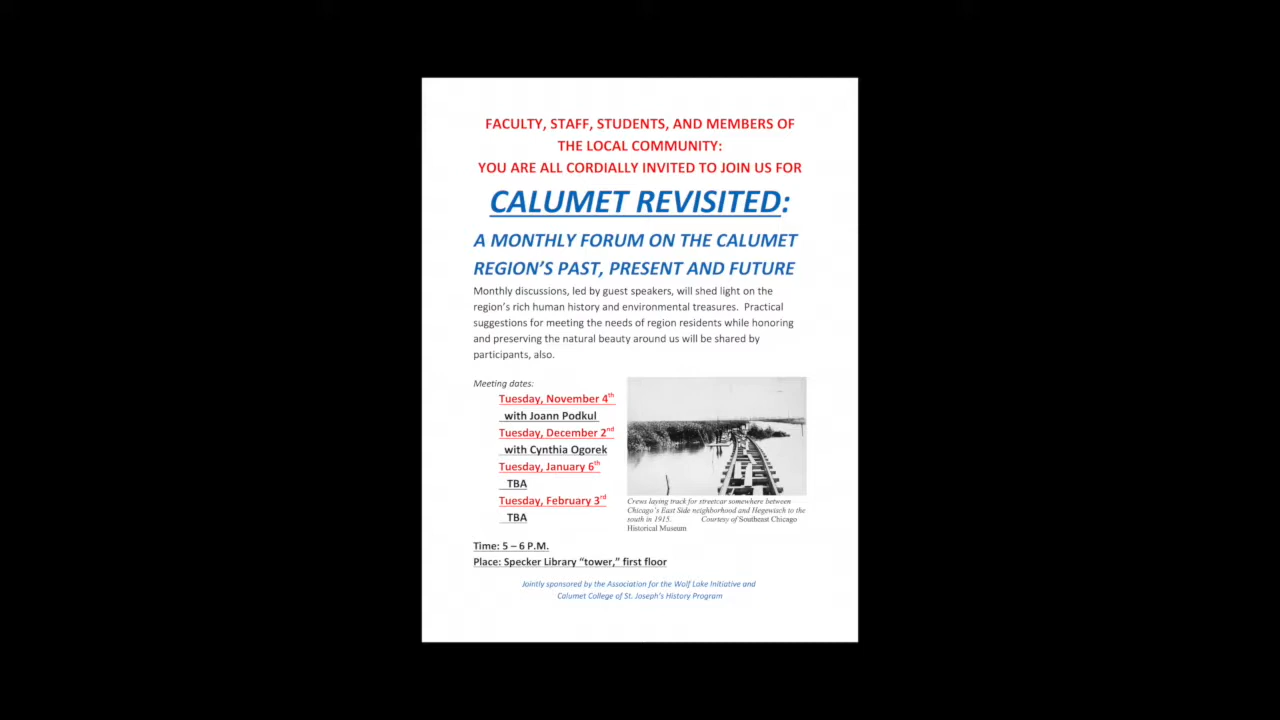 FACULTY, STAFF, STUDENTS, AND MEMBERS OF
THE LOCAL COMMUNITY:
YOU ARE ALL CORDIALLY INVITED TO JOIN US FOR
CALUMET REVISITED:
A MONTHLY FORUM ON THE CALUMET
REGION'S PAST, PRESENT AND FUTURE
Monthly discussions, led by guest speakers, will shed light on the
region's rich human history and environmental treasures. Practical
suggestions for meeting the needs of region residents while honoring
and preserving the natural beauty around us will be shared by
participants, also.
Meeting dates:
Tuesday, November 4th
with Joann Podkul
Tuesday, December 2nd
with Cynthia Ogorek
Tuesday, January 6th
TBA
Tuesday, February 3rd
TBA
Crews laying track for streetcar somewhere between
Chicago's East Side neighborhood and Hegewisch to the
south in 1915. Courtesy of Southeast Chicago
Historical Museum
Time: 5 – 6 P.M.
Place: Specker Library "tower," first floor
Jointly sponsored by the Association for the Wolf Lake Initiative and
Calumet College of St. Joseph's History Program